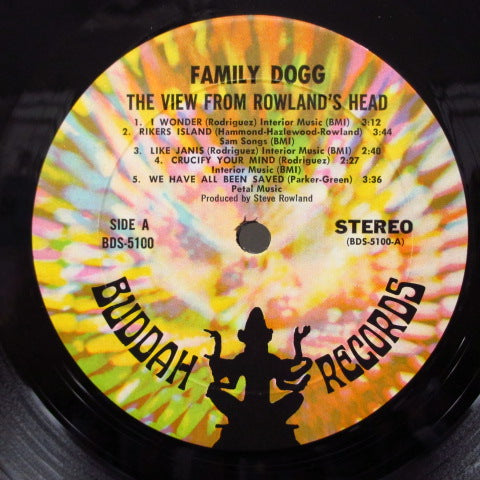 FAMILY DOGG
THE VIEW FROM ROWLAND'S HEAD
1. I WONDER (Rodriguez) Interior Music (BMI) 3:12
2. RIKERS ISLAND (Hammond-Hazlewood-Rowland) 3:44
Sam Songs (BMI)
3. LIKE JANIS (Rodriguez) Interior Music (BMI) 2:40
4. CRUCIFY YOUR MIND (Rodriguez) 2:27
Interior Music (BMI)
5. WE HAVE ALL BEEN SAVED (Parker-Green) 3:36
Petal Music
Produced by Steve Rowland
SIDE A
BDS-5100
STEREO
(BDS-5100-A)
BUDDAH RECORDS